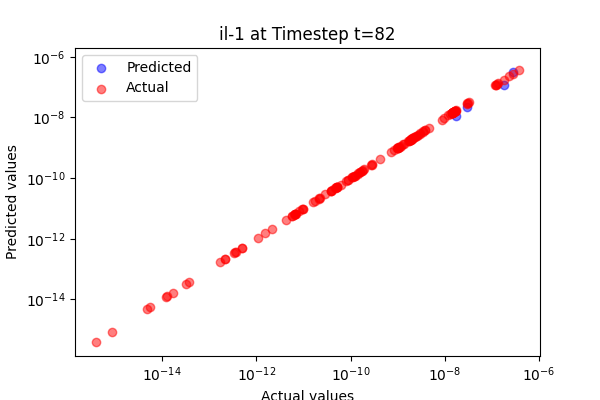 il-1 at Timestep t=82
Predicted
Actual
Predicted values
10⁻⁶
10⁻⁸
10⁻¹⁰
10⁻¹²
10⁻¹⁴
10⁻¹⁴ 10⁻¹² 10⁻¹⁰ 10⁻⁸ 10⁻⁶
Actual values